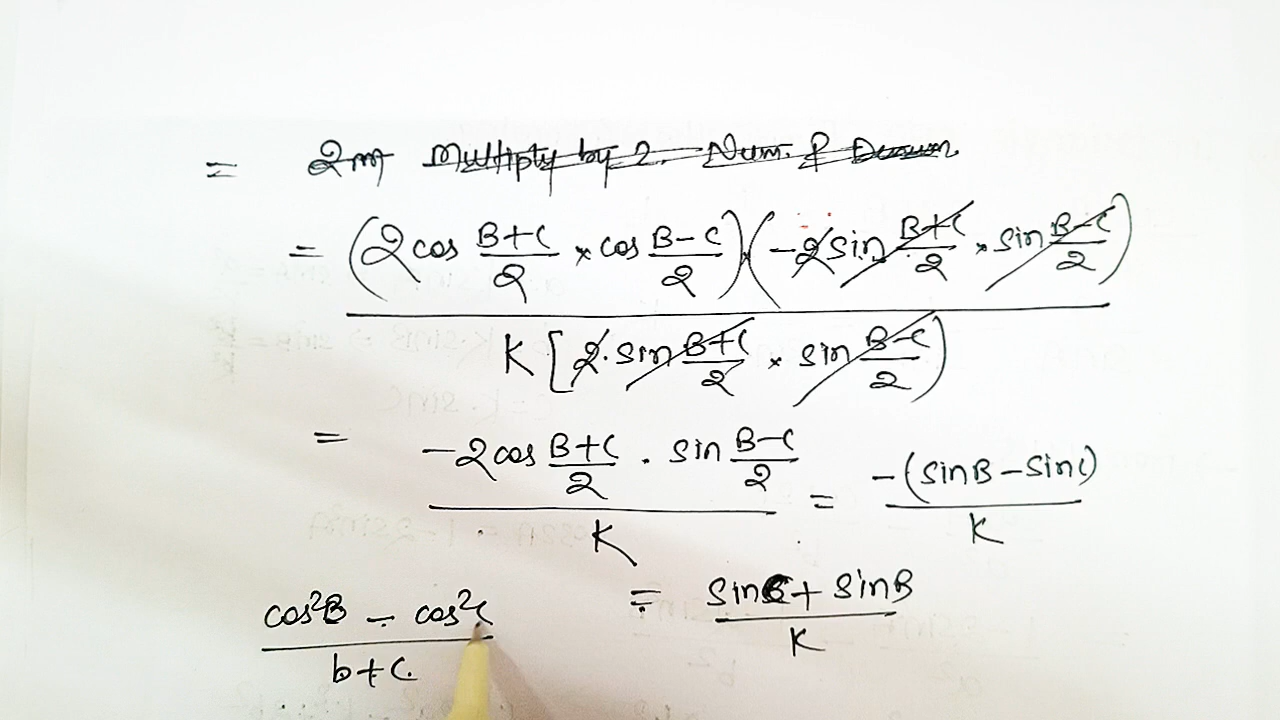 = 2m Multiply by 2. Num. & Denum
= (2cos B+C/2 × cos B-C/2)(-2sin B+C/2 × sin B-C/2)
K [2. sin B+C/2 × sin B-C/2)
= -2cos B+C/2 . sin B-C/2 / K = -(sinB - sinC) / K
cos²B - cos²C / b+c. = sinC + sinB / K